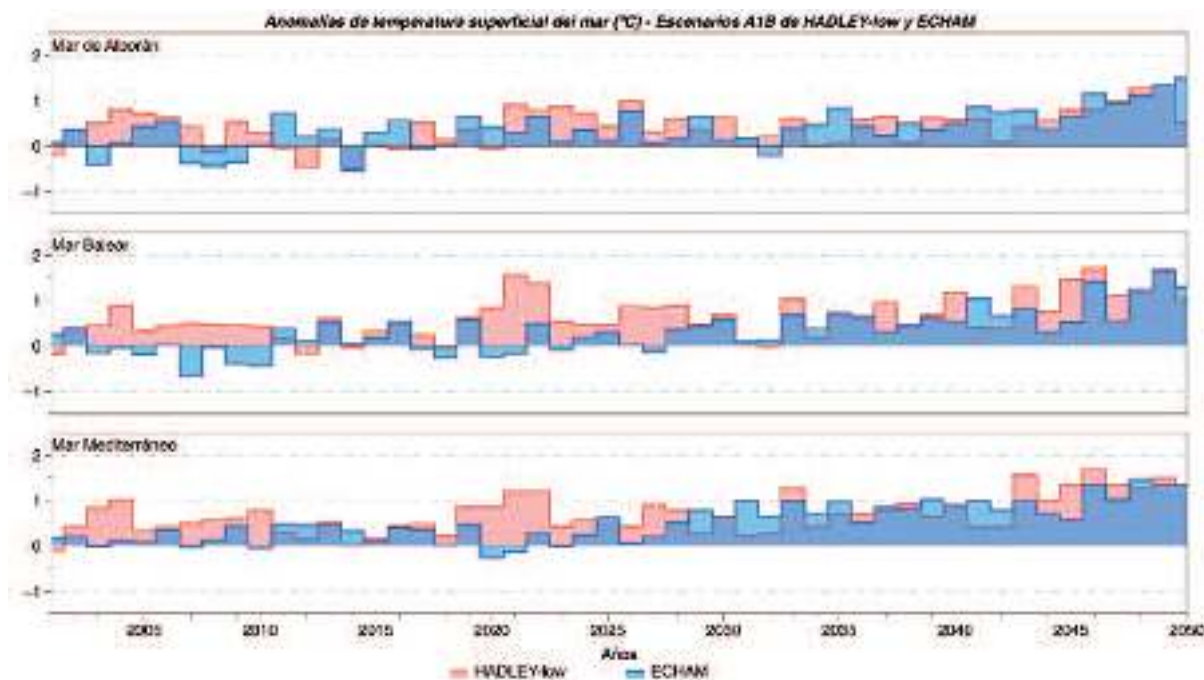 Anomalías de temperatura superficial del mar (ºC) - Escenarios A1B de HADLEY-low y ECHAM
Mar de Alborán
2
1
0
-1
Mar Balear
2
1
0
-1
Mar Mediterráneo
2
1
0
-1
2005 2010 2015 2020 2025 2030 2035 2040 2045 2050
Años
HADLEY-low ECHAM